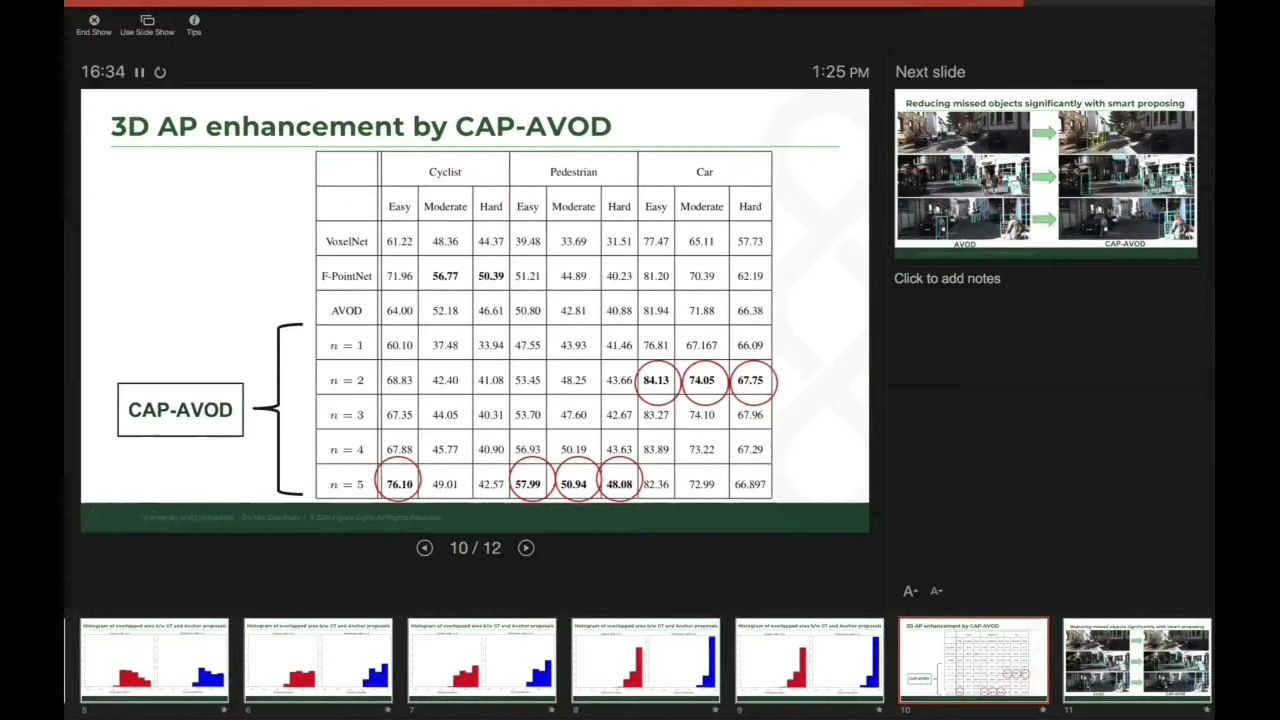 End Show Use Slide Show Tips
16:34
1:25 PM
Next slide
3D AP enhancement by CAP-AVOD
Cyclist Pedestrian Car
Easy Moderate Hard Easy Moderate Hard Easy Moderate Hard
VoxelNet 61.22 48.36 44.37 39.48 33.69 31.51 77.47 65.11 57.73
F-PointNet 71.96 56.77 50.39 51.21 44.89 40.23 81.20 70.39 62.19
AVOD 64.00 52.18 46.61 50.80 42.81 40.88 81.94 71.88 66.38
n = 1 60.10 37.48 33.94 47.55 43.93 41.46 76.81 67.167 66.09
n = 2 68.83 42.40 41.08 53.45 48.25 43.66 84.13 74.05 67.75
n = 3 67.35 44.05 40.31 53.70 47.60 42.67 83.27 74.10 67.96
n = 4 67.88 45.77 40.90 56.93 50.19 43.63 83.89 73.22 67.29
n = 5 76.10 49.01 42.57 57.99 50.94 48.08 82.36 72.99 66.897
CAP-AVOD
Reducing missed objects significantly with smart proposing
AVOD CAP-AVOD
Click to add notes
10 / 12
A A
Histogram of overlapped area b/w GT and Anchor proposals
Histogram of overlapped area b/w GT and Anchor proposals
Histogram of overlapped area b/w GT and Anchor proposals
Histogram of overlapped area b/w GT and Anchor proposals
Histogram of overlapped area b/w GT and Anchor proposals
3D AP enhancement by CAP-AVOD
CAP-AVOD
Reducing missed objects significantly with smart proposing
AVOD CAP-AVOD
5 6 7 8 9 10 11